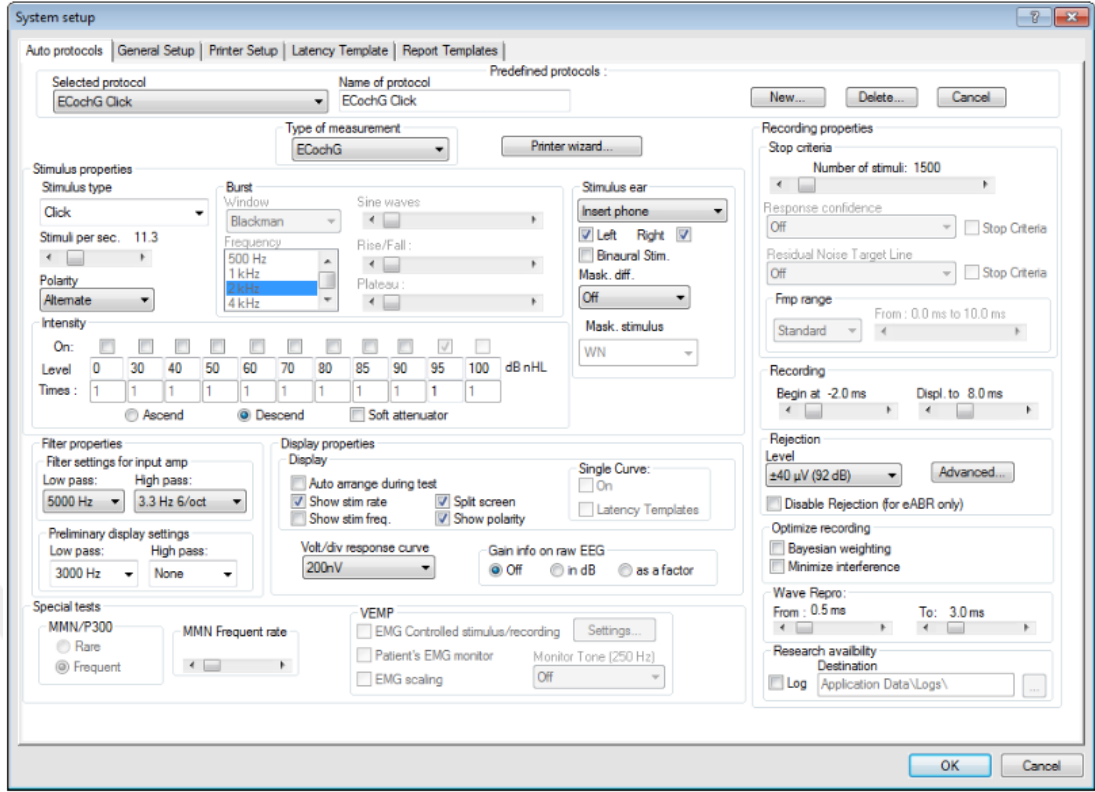 System setup
Auto protocols General Setup Printer Setup Latency Template Report Templates
Predefined protocols :
Selected protocol Name of protocol
ECochG Click ECochG Click New... Delete... Cancel
Type of measurement
ECochG Printer wizard...
Stimulus properties
Stimulus type
Click
Stimuli per sec. 11.3
Polarity
Alternate
Burst
Window
Blackman
Frequency
500 Hz
1 kHz
2 kHz
4 kHz
Sine waves
Rise/Fall :
Plateau :
Stimulus ear
Insert phone
Left Right
Binaural Stim.
Mask. diff.
Off
Mask. stimulus
WN
Intensity
On:
Level 0 30 40 50 60 70 80 85 90 95 100 dB nHL
Times : 1 1 1 1 1 1 1 1 1 1 1
Ascend Descend Soft attenuator
Filter properties
Filter settings for input amp
Low pass: High pass:
5000 Hz 3.3 Hz 6/oct
Preliminary display settings
Low pass: High pass:
3000 Hz None
Display properties
Display
Auto arrange during test
Show stim rate Split screen
Show stim freq. Show polarity
Single Curve:
On
Latency Templates
Volt/div response curve
200nV
Gain info on raw EEG
Off in dB as a factor
Special tests
MMN/P300
Rare
Frequent
MMN Frequent rate
VEMP
EMG Controlled stimulus/recording Settings...
Patient's EMG monitor Monitor Tone (250 Hz)
EMG scaling Off
Recording properties
Stop criteria
Number of stimuli: 1500
Response confidence
Off Stop Criteria
Residual Noise Target Line
Off Stop Criteria
Fmp range
From : 0.0 ms to 10.0 ms
Standard
Recording
Begin at -2.0 ms Displ. to 8.0 ms
Rejection
Level
±40 µV (92 dB) Advanced...
Disable Rejection (for eABR only)
Optimize recording
Bayesian weighting
Minimize interference
Wave Repro:
From : 0.5 ms To: 3.0 ms
Research availbility
Destination
Log Application Data\Logs\ ...
OK Cancel